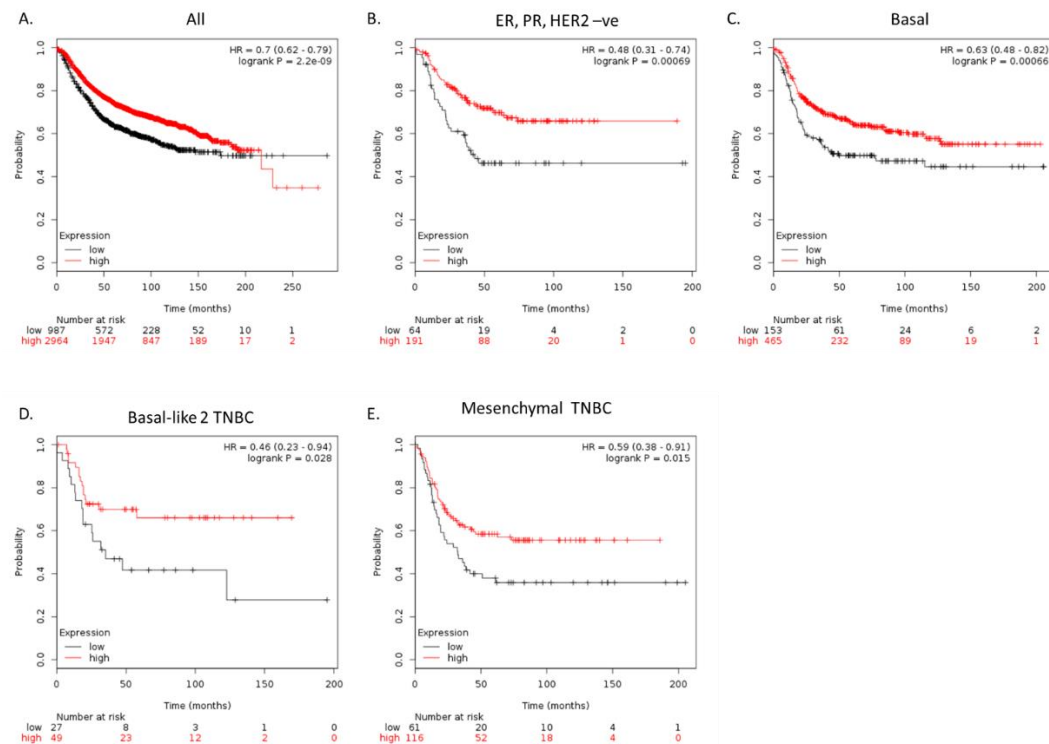 A.
All
HR = 0.7 (0.62 - 0.79)
logrank P = 2.2e-09
Probability
1.0
0.8
0.6
0.4
0.2
0.0
Expression
low
high
0 50 100 150 200 250
Time (months)
Number at risk
low 987 572 228 52 10 1
high 2964 1947 847 189 17 2
B.
ER, PR, HER2 –ve
HR = 0.48 (0.31 - 0.74)
logrank P = 0.00069
Probability
1.0
0.8
0.6
0.4
0.2
0.0
Expression
low
high
0 50 100 150 200
Time (months)
Number at risk
low 64 19 4 2 0
high 191 88 20 1 0
C.
Basal
HR = 0.63 (0.48 - 0.82)
logrank P = 0.00066
Probability
1.0
0.8
0.6
0.4
0.2
0.0
Expression
low
high
0 50 100 150 200
Time (months)
Number at risk
low 153 61 24 6 2
high 465 232 89 19 1
D.
Basal-like 2 TNBC
HR = 0.46 (0.23 - 0.94)
logrank P = 0.028
Probability
1.0
0.8
0.6
0.4
0.2
0.0
Expression
low
high
0 50 100 150 200
Time (months)
Number at risk
low 27 8 3 1 0
high 49 23 12 2 0
E.
Mesenchymal TNBC
HR = 0.59 (0.38 - 0.91)
logrank P = 0.015
Probability
1.0
0.8
0.6
0.4
0.2
0.0
Expression
low
high
0 50 100 150 200
Time (months)
Number at risk
low 61 20 10 4 1
high 116 52 18 4 0